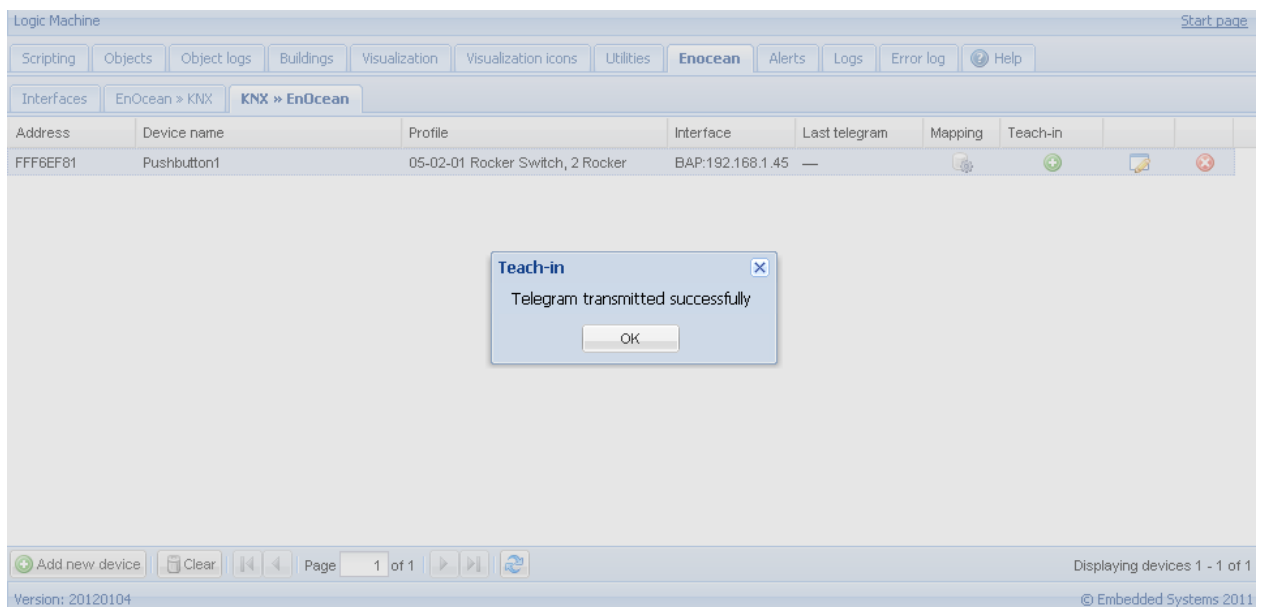 Logic Machine Start page
Scripting Objects Object logs Buildings Visualization Visualization icons Utilities Enocean Alerts Logs Error log Help
Interfaces EnOcean » KNX KNX » EnOcean
Address Device name Profile Interface Last telegram Mapping Teach-in
FFF6EF81 Pushbutton1 05-02-01 Rocker Switch, 2 Rocker BAP:192.168.1.45 —
Teach-in
Telegram transmitted successfully
OK
Add new device Clear Page 1 of 1 Displaying devices 1 - 1 of 1
Version: 20120104 © Embedded Systems 2011